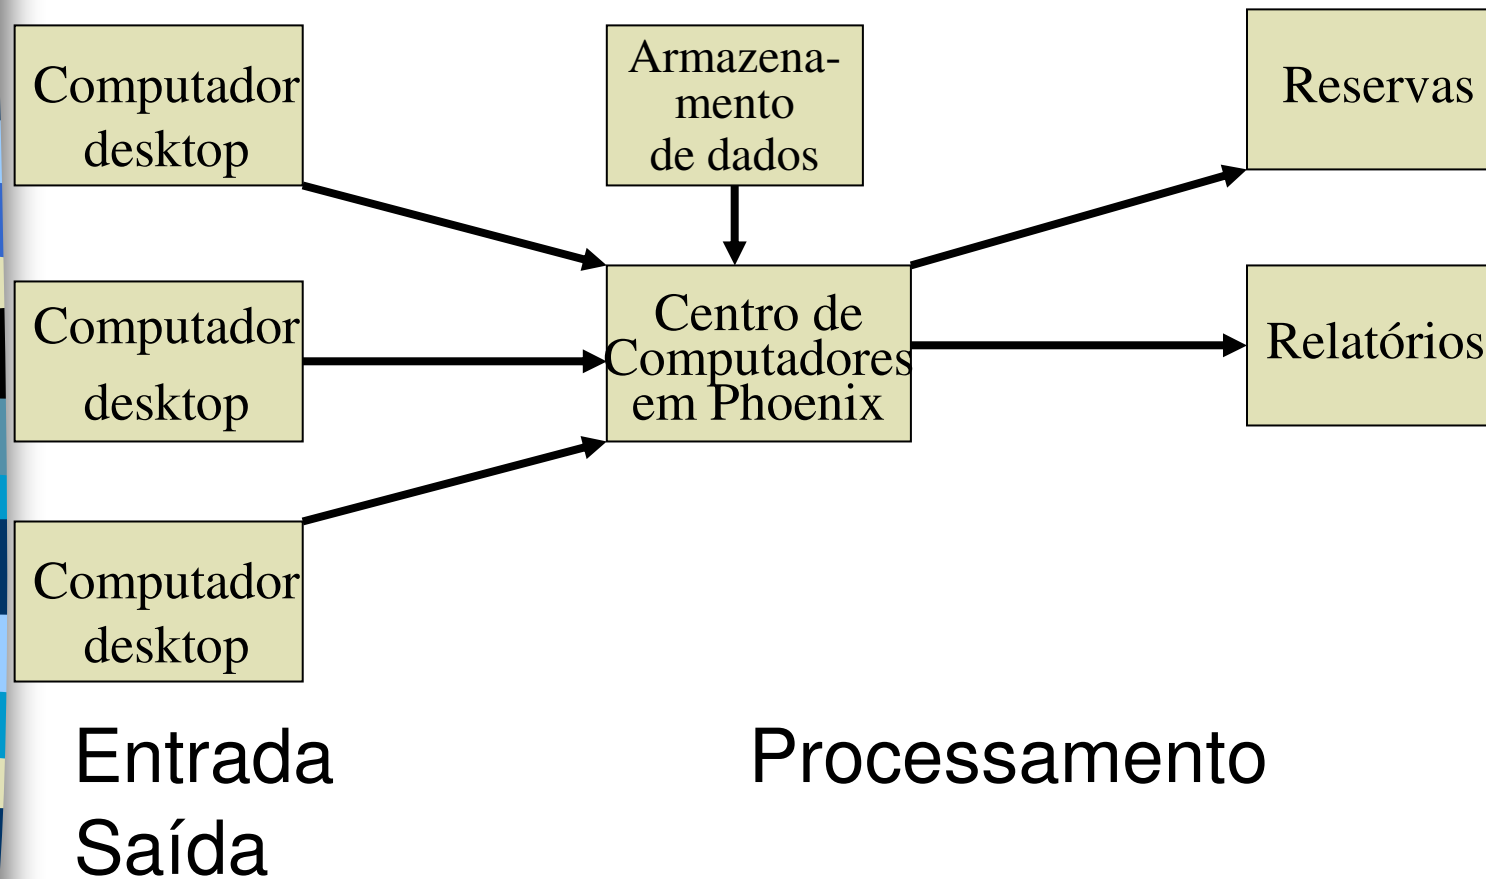 Computador
desktop
Armazena-
mento
de dados
Reservas
Computador
desktop
Centro de
Computadores
em Phoenix
Relatórios
Computador
desktop
Entrada Processamento
Saída